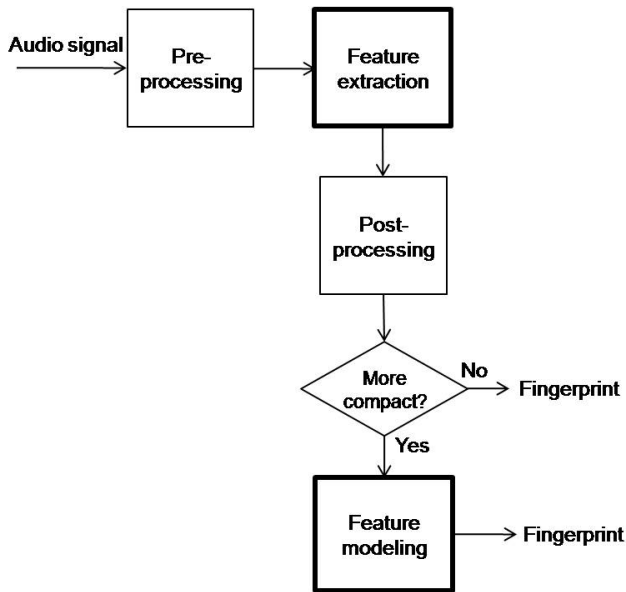 Audio signal
Pre-
processing
Feature
extraction
Post-
processing
More
compact?
No
Fingerprint
Yes
Feature
modeling
Fingerprint